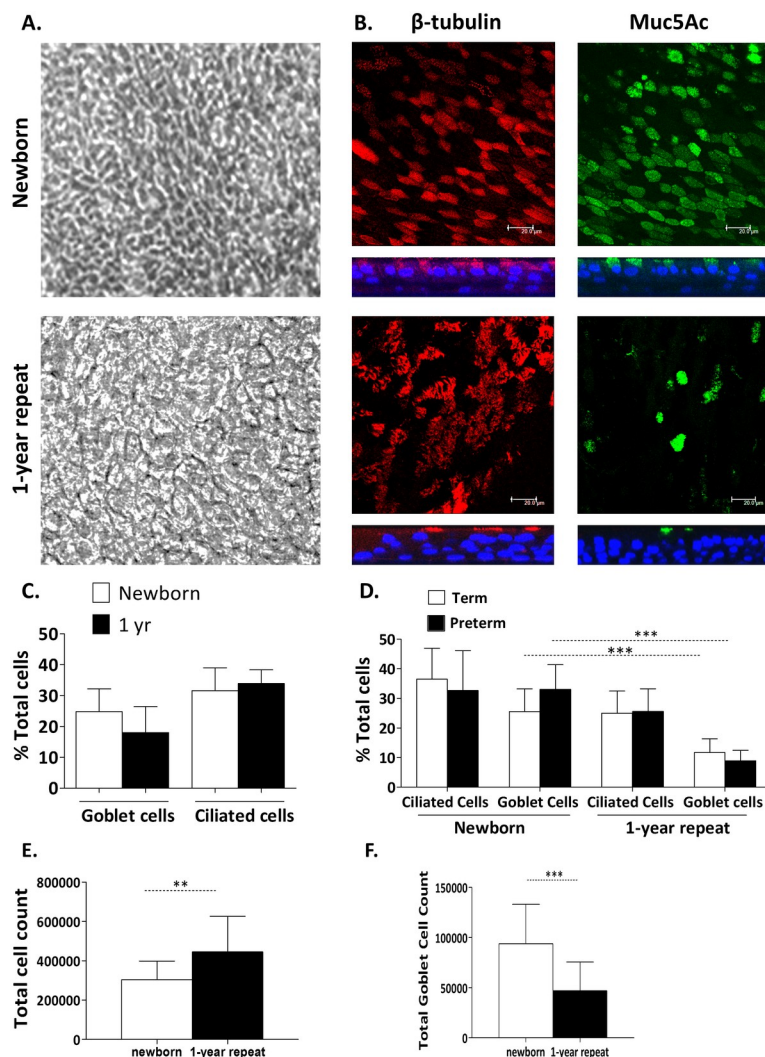 A.
B.
β-tubulin
Muc5Ac
Newborn
20.0 µm
20.0 µm
1-year repeat
20.0 µm
20.0 µm
C.
Newborn
1 yr
% Total cells
50
40
30
20
10
0
Goblet cells
Ciliated cells
D.
Term
Preterm
***
***
% Total cells
50
40
30
20
10
0
Ciliated Cells
Goblet Cells
Ciliated Cells
Goblet cells
Newborn
1-year repeat
E.
**
Total cell count
800000
600000
400000
200000
0
newborn
1-year repeat
F.
***
Total Goblet Cell Count
150000
100000
50000
0
newborn
1-year repeat